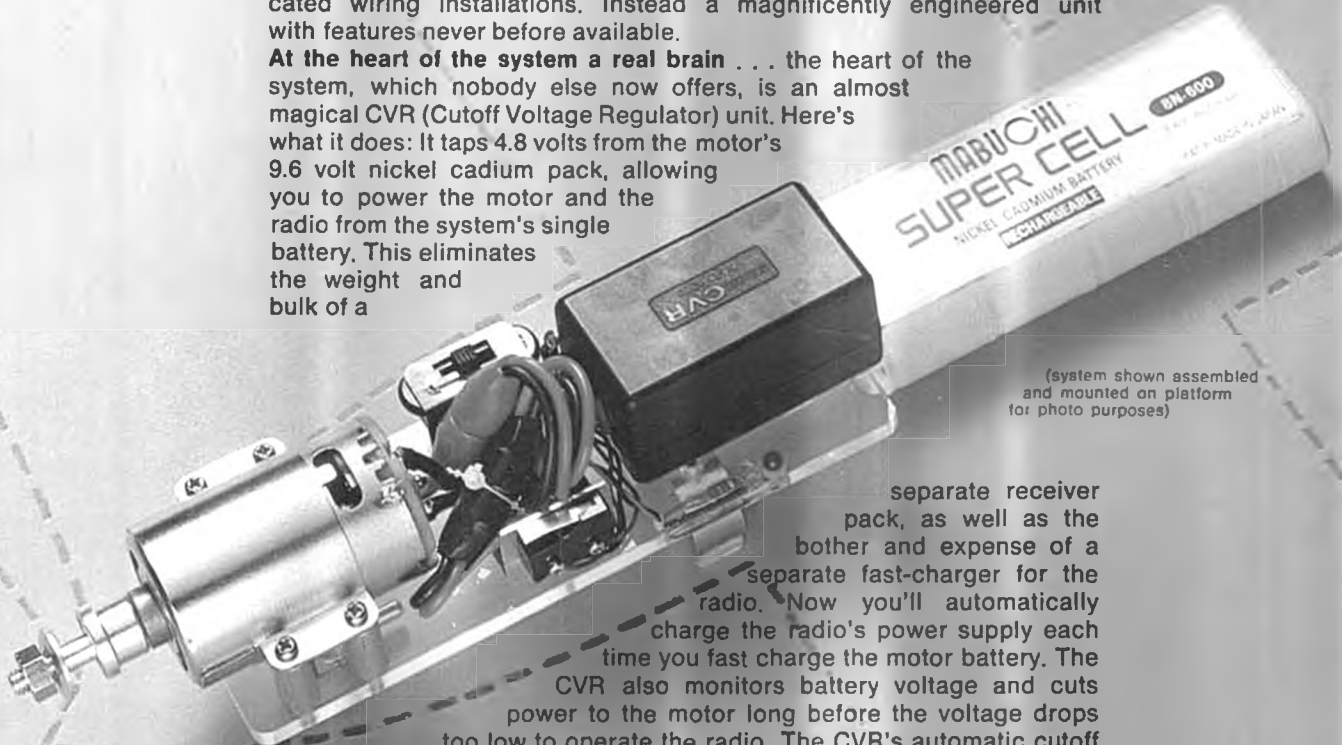 cated wiring installations. Instead a magnificently engineered unit
with features never before available.
At the heart of the system a real brain . . . the heart of the
system, which nobody else now offers, is an almost
magical CVR (Cutoff Voltage Regulator) unit. Here's
what it does: It taps 4.8 volts from the motor's
9.6 volt nickel cadium pack, allowing
you to power the motor and the
radio from the system's single
battery. This eliminates
the weight and
bulk of a
MABUCHI
SUPER CELL
8N-600
NICKEL CADMIUM BATTERY
RECHARGEABLE
MADE IN JAPAN
CVR
(system shown assembled
and mounted on platform
for photo purposes)
separate receiver
pack, as well as the
bother and expense of a
separate fast-charger for the
radio. Now you'll automatically
charge the radio's power supply each
time you fast charge the motor battery. The
CVR also monitors battery voltage and cuts
power to the motor long before the voltage drops
too low to operate the radio. The CVR's automatic cutoff